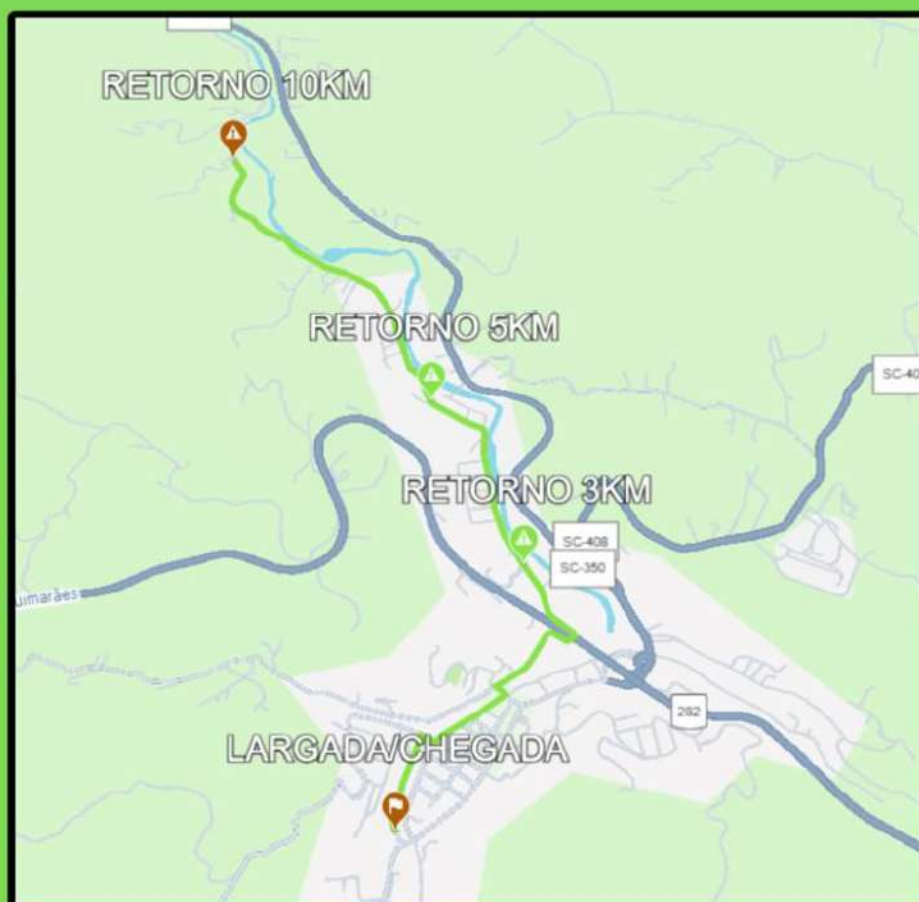 RETORNO 10KM
RETORNO 5KM
SC-40
RETORNO 3KM
SC-408
SC-350
uimarães
282
LARGADA/CHEGADA